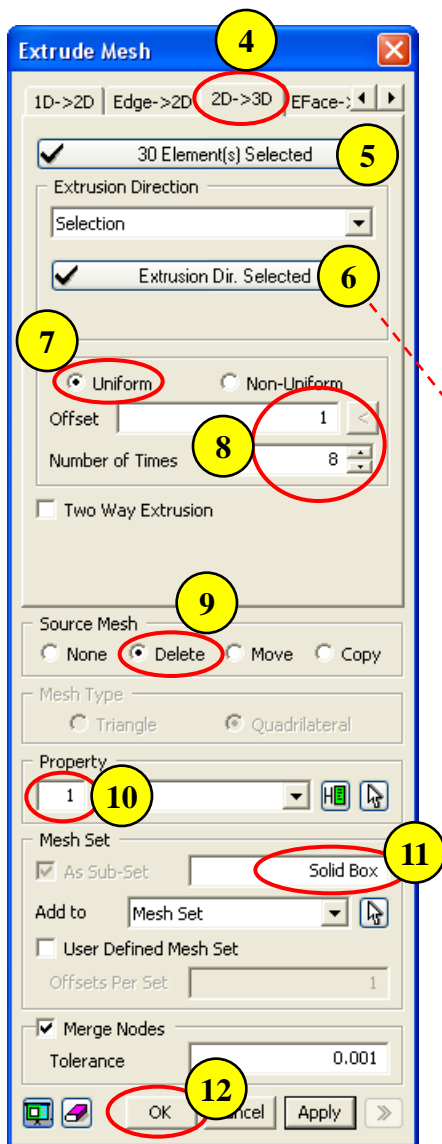 4
Extrude Mesh
1D->2D Edge->2D 2D->3D EFace->
30 Element(s) Selected 5
Extrusion Direction
Selection
Extrusion Dir. Selected 6
7
Uniform Non-Uniform
Offset 1 <
8
Number of Times 8
Two Way Extrusion
9
Source Mesh
None Delete Move Copy
Mesh Type
Triangle Quadrilateral
Property
1 10
Mesh Set
11
As Sub-Set Solid Box
Add to Mesh Set
User Defined Mesh Set
Offsets Per Set 1
Merge Nodes
Tolerance 0.001
12
OK Cancel Apply >>